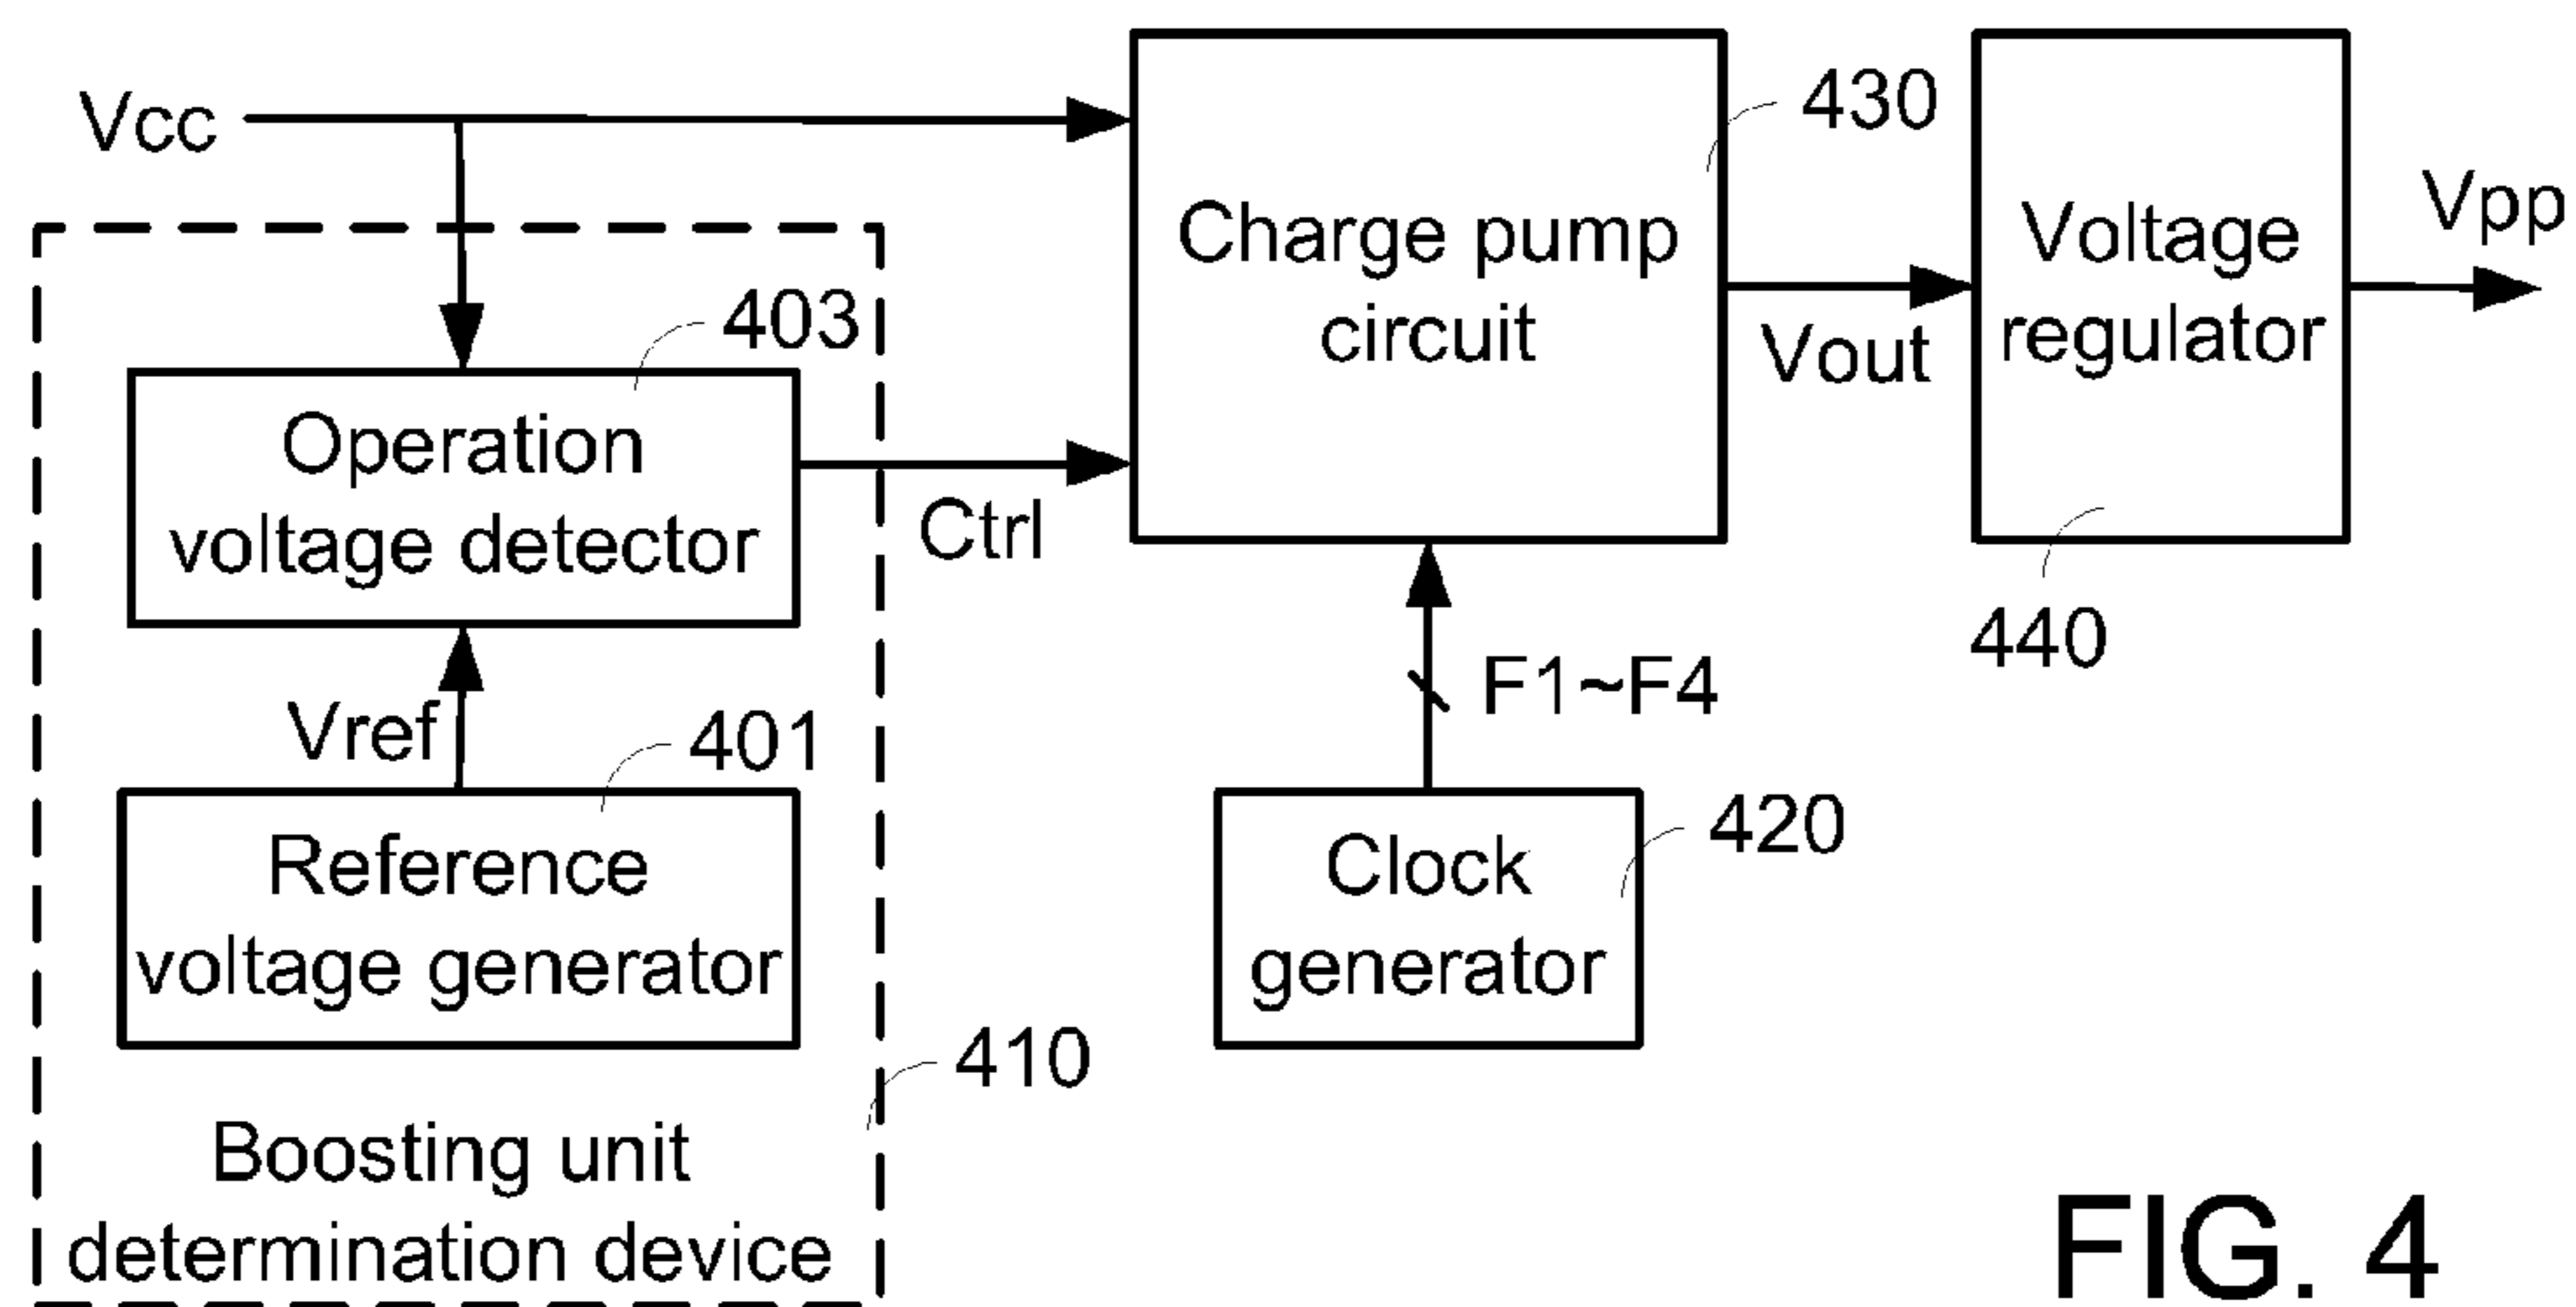 Vcc
430
Charge pump
circuit
Voltage
regulator
Vpp
Vout
403
Operation
voltage detector
Ctrl
440
F1~F4
Vref
401
Reference
voltage generator
Clock
generator
420
410
Boosting unit
determination device
FIG. 4